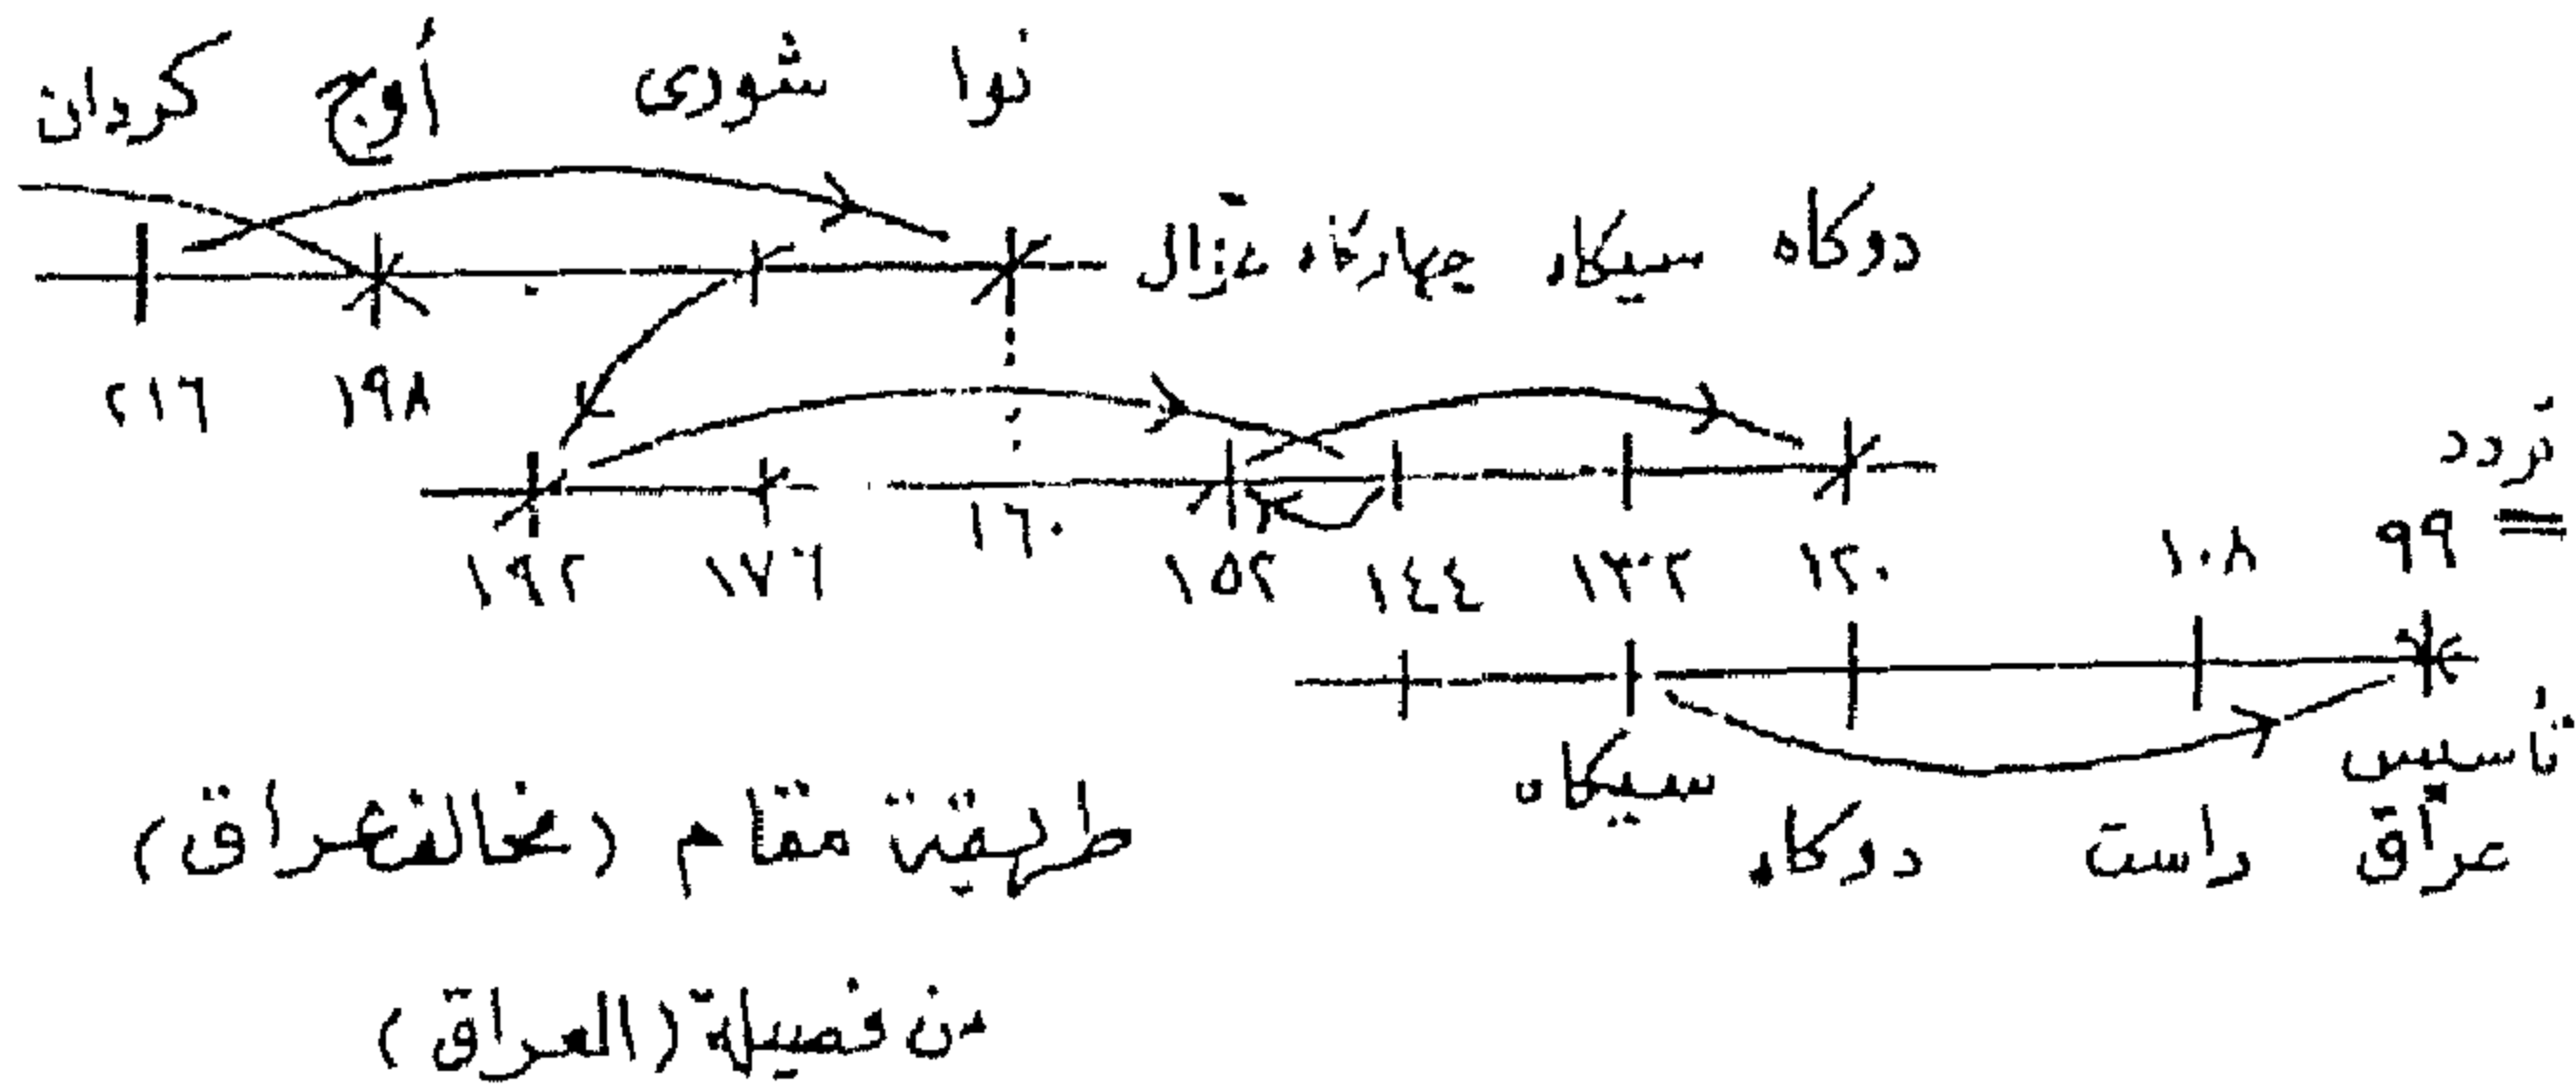 نوا شورى أوج كردان
دوكاه سيكاه چهاركاه غزال
٢١٦ ١٩٨
تردد
= ٩٩ ١٠٨
١٢٠ ١٣٢ ١٤٤ ١٥٢ ١٦٠ ١٧٦ ١٩٢
تأسيس
سيكاه
عراق راست دوكاه
طريقة مقام (مخالف عراق)
من فصيلة (العراق)